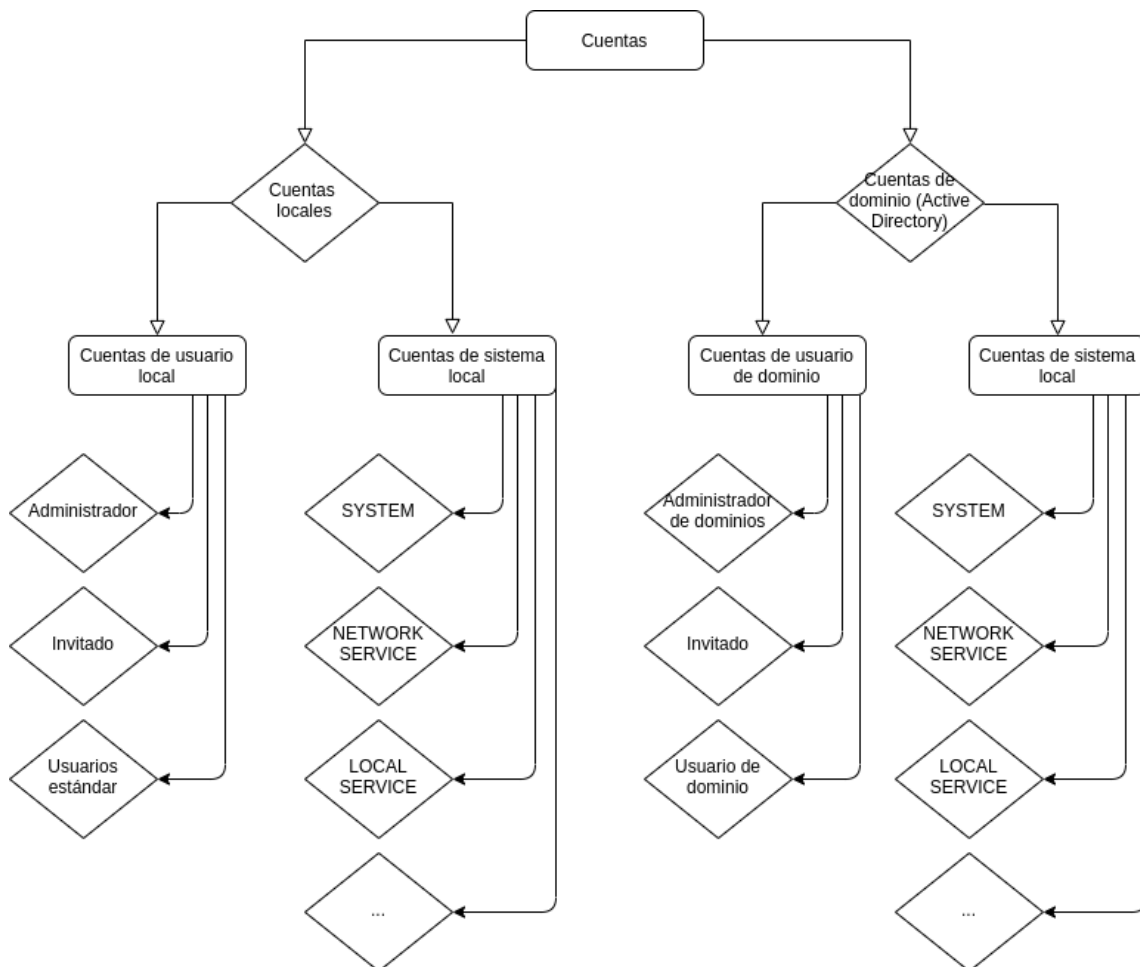 Cuentas
Cuentas
locales
Cuentas de
dominio (Active
Directory)
Cuentas de usuario
local
Cuentas de sistema
local
Cuentas de usuario
de dominio
Cuentas de sistema
local
Administrador
SYSTEM
Administrador
de dominios
SYSTEM
Invitado
NETWORK
SERVICE
Invitado
NETWORK
SERVICE
Usuarios
estándar
LOCAL
SERVICE
Usuario de
dominio
LOCAL
SERVICE
...
...